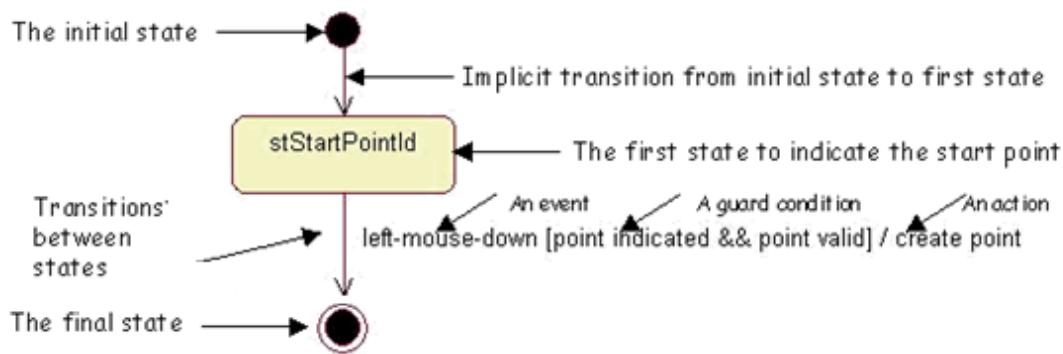 The initial state
Implicit transition from initial state to first state
stStartPointId
The first state to indicate the start point
Transitions
between
states
An event
A guard condition
An action
left-mouse-down [point indicated && point valid] / create point
The final state